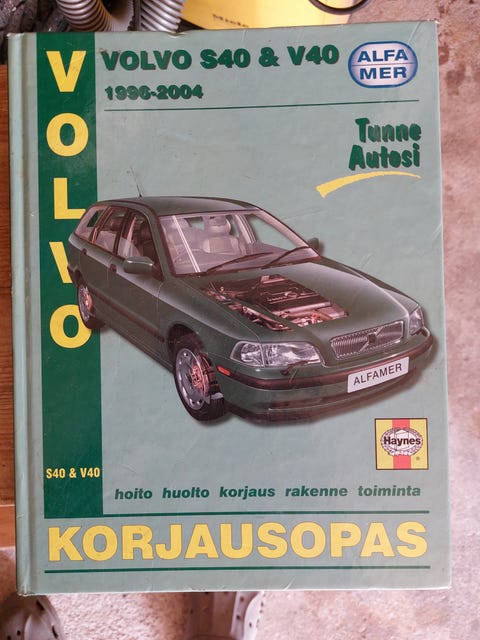 Miele
VOLVO
VOLVO S40 & V40
1996-2004
ALFA
MER
Tunne
Autosi
ALFAMER
Haynes
®
S40 & V40
hoito huolto korjaus rakenne toiminta
KORJAUSOPAS